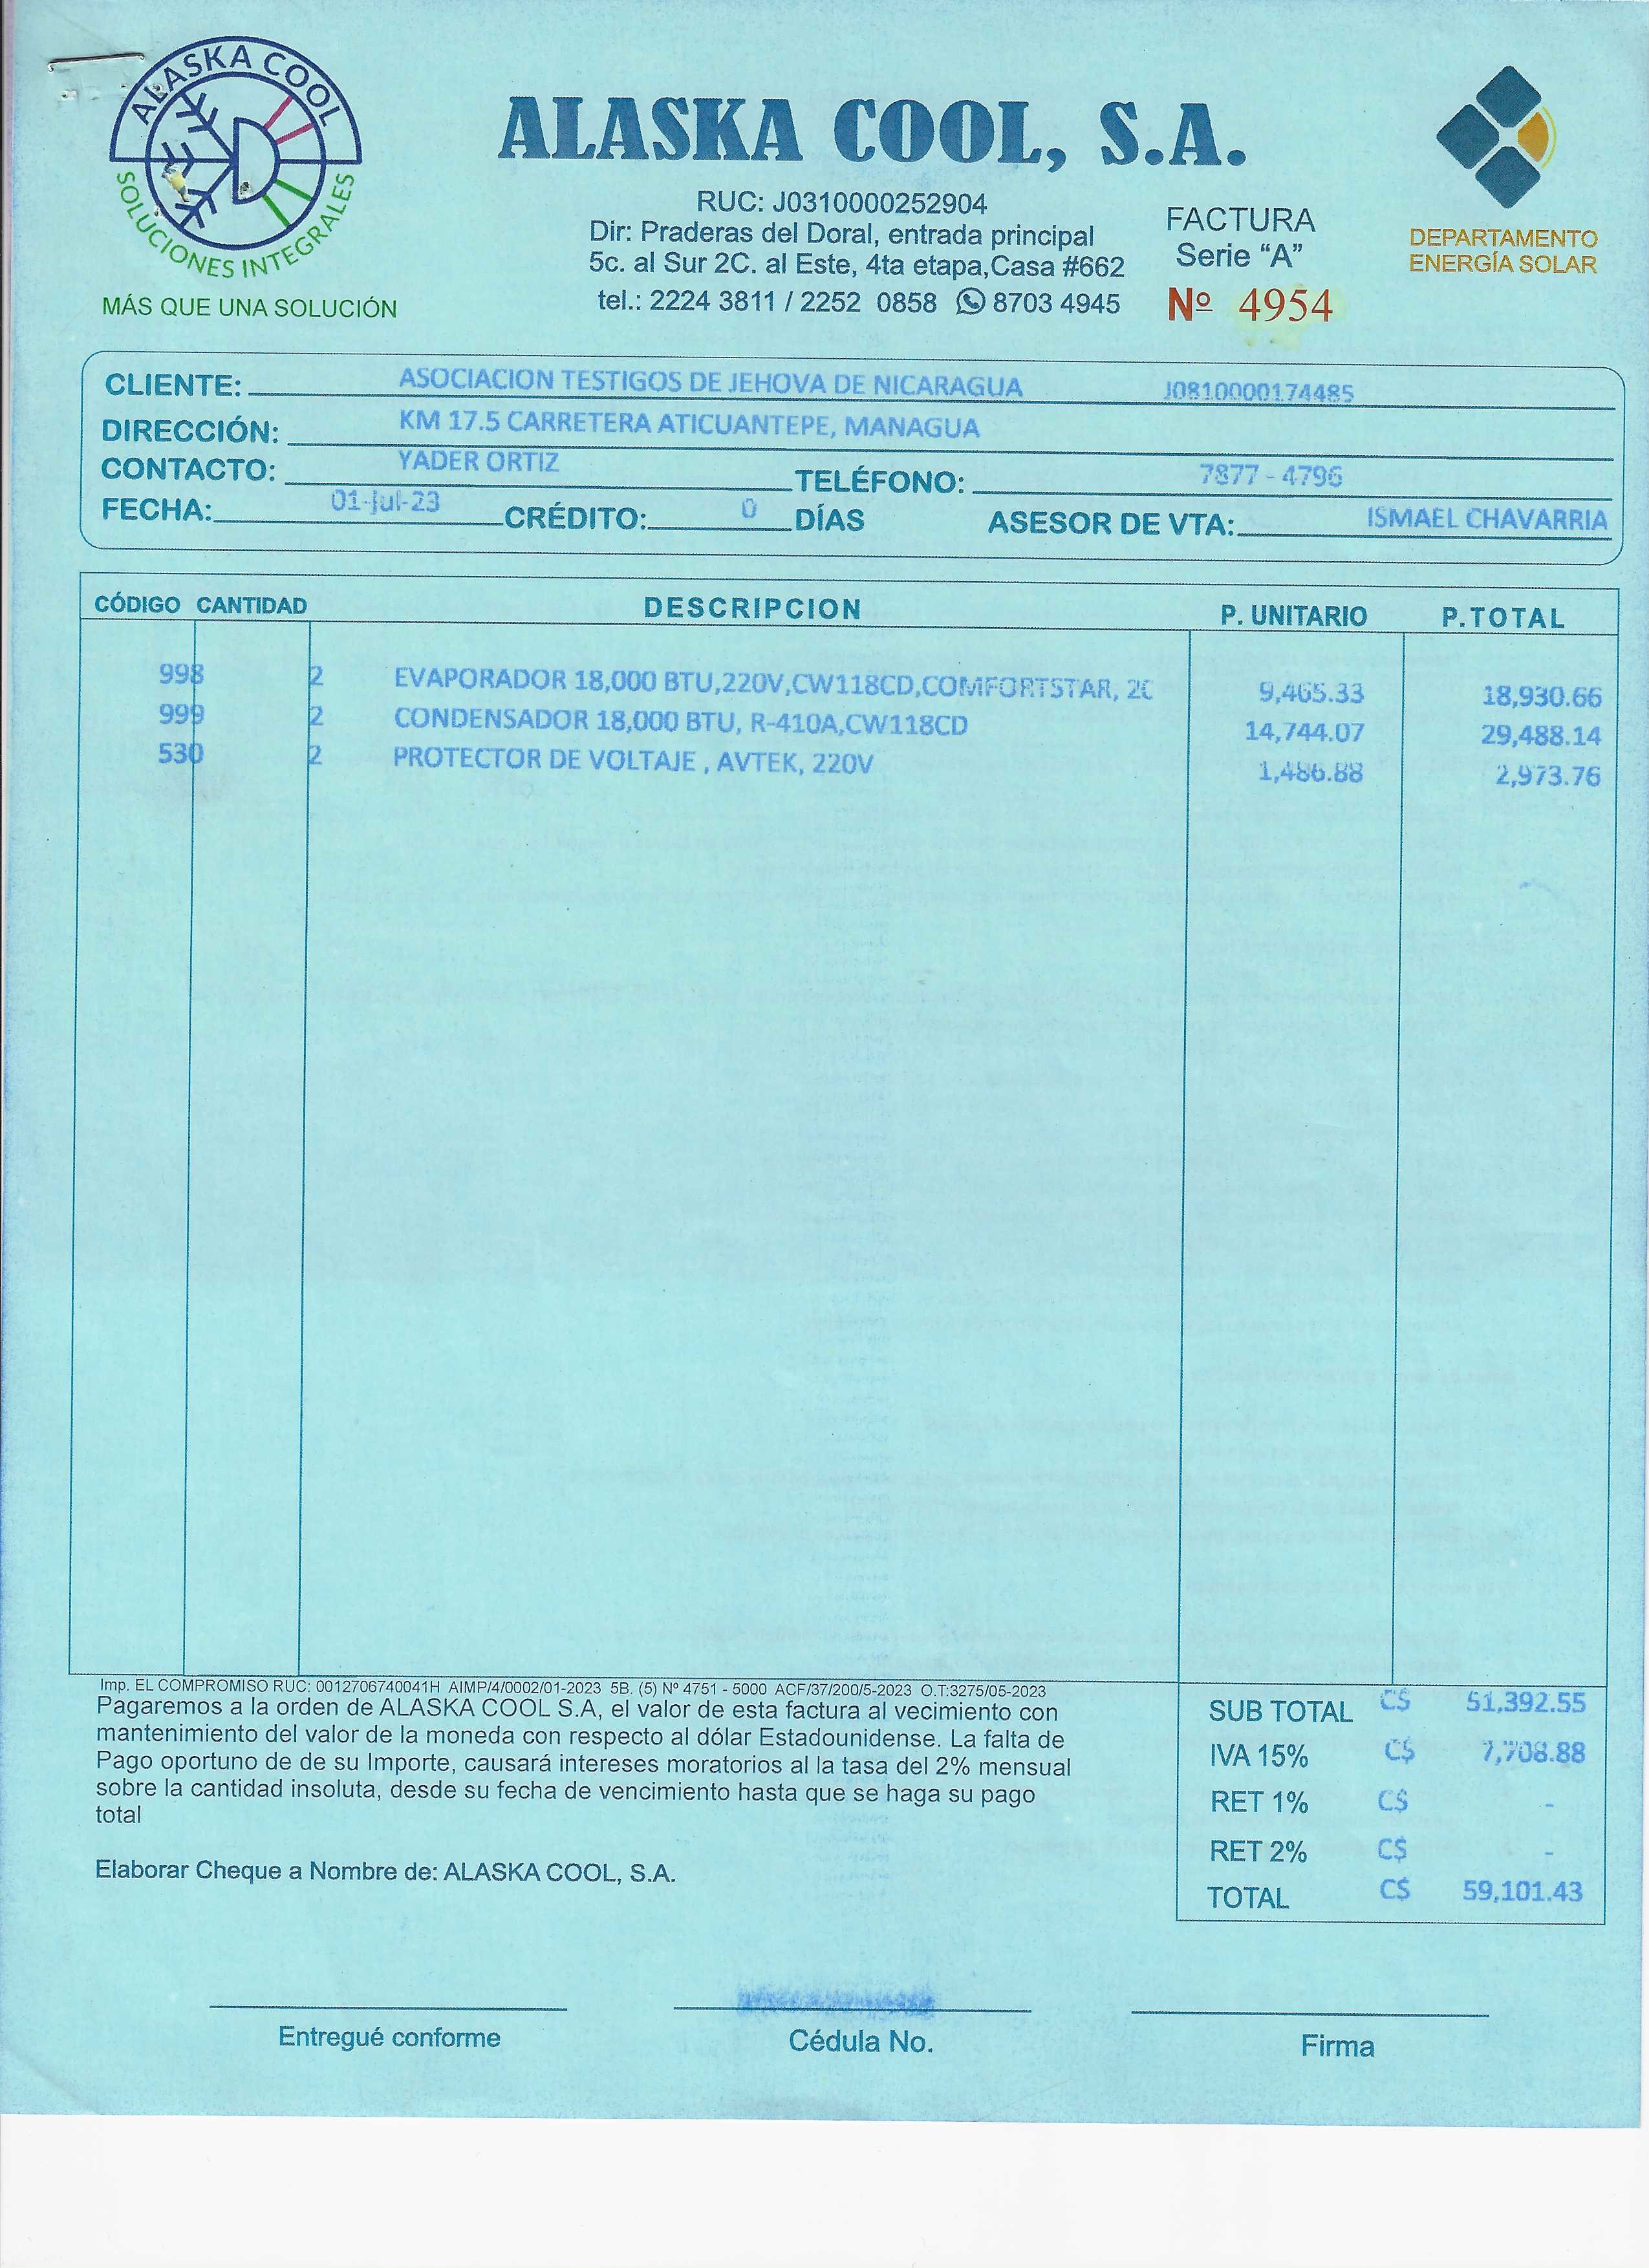 ALASKA COOL
SOLUCIONES INTEGRALES
MÁS QUE UNA SOLUCIÓN
ALASKA COOL, S.A.
RUC: J0310000252904
Dir: Praderas del Doral, entrada principal
5c. al Sur 2C. al Este, 4ta etapa,Casa #662
tel.: 2224 3811 / 2252 0858 8703 4945
FACTURA
Serie “A”
Nº 4954
DEPARTAMENTO
ENERGÍA SOLAR
CLIENTE: ASOCIACION TESTIGOS DE JEHOVA DE NICARAGUA J0810000174485
DIRECCIÓN: KM 17.5 CARRETERA ATICUANTEPE, MANAGUA
CONTACTO: YADER ORTIZ TELÉFONO: 7877 - 4796
FECHA: 01-jul-23 CRÉDITO: 0 DÍAS ASESOR DE VTA: ISMAEL CHAVARRIA
CÓDIGO CANTIDAD DESCRIPCION P. UNITARIO P.TOTAL
998 2 EVAPORADOR 18,000 BTU,220V,CW118CD,COMFORTSTAR, 2C 9,465.33 18,930.66
999 2 CONDENSADOR 18,000 BTU, R-410A,CW118CD 14,744.07 29,488.14
530 2 PROTECTOR DE VOLTAJE , AVTEK, 220V 1,486.88 2,973.76
Imp. EL COMPROMISO RUC: 0012706740041H AIMP/4/0002/01-2023 5B. (5) Nº 4751 - 5000 ACF/37/200/5-2023 O.T:3275/05-2023
Pagaremos a la orden de ALASKA COOL S.A, el valor de esta factura al vecimiento con
mantenimiento del valor de la moneda con respecto al dólar Estadounidense. La falta de
Pago oportuno de de su Importe, causará intereses moratorios al la tasa del 2% mensual
sobre la cantidad insoluta, desde su fecha de vencimiento hasta que se haga su pago
total
Elaborar Cheque a Nombre de: ALASKA COOL, S.A.
SUB TOTAL C$ 51,392.55
IVA 15% C$ 7,708.88
RET 1% C$ -
RET 2% C$ -
TOTAL C$ 59,101.43
Entregué conforme
Cédula No.
Firma